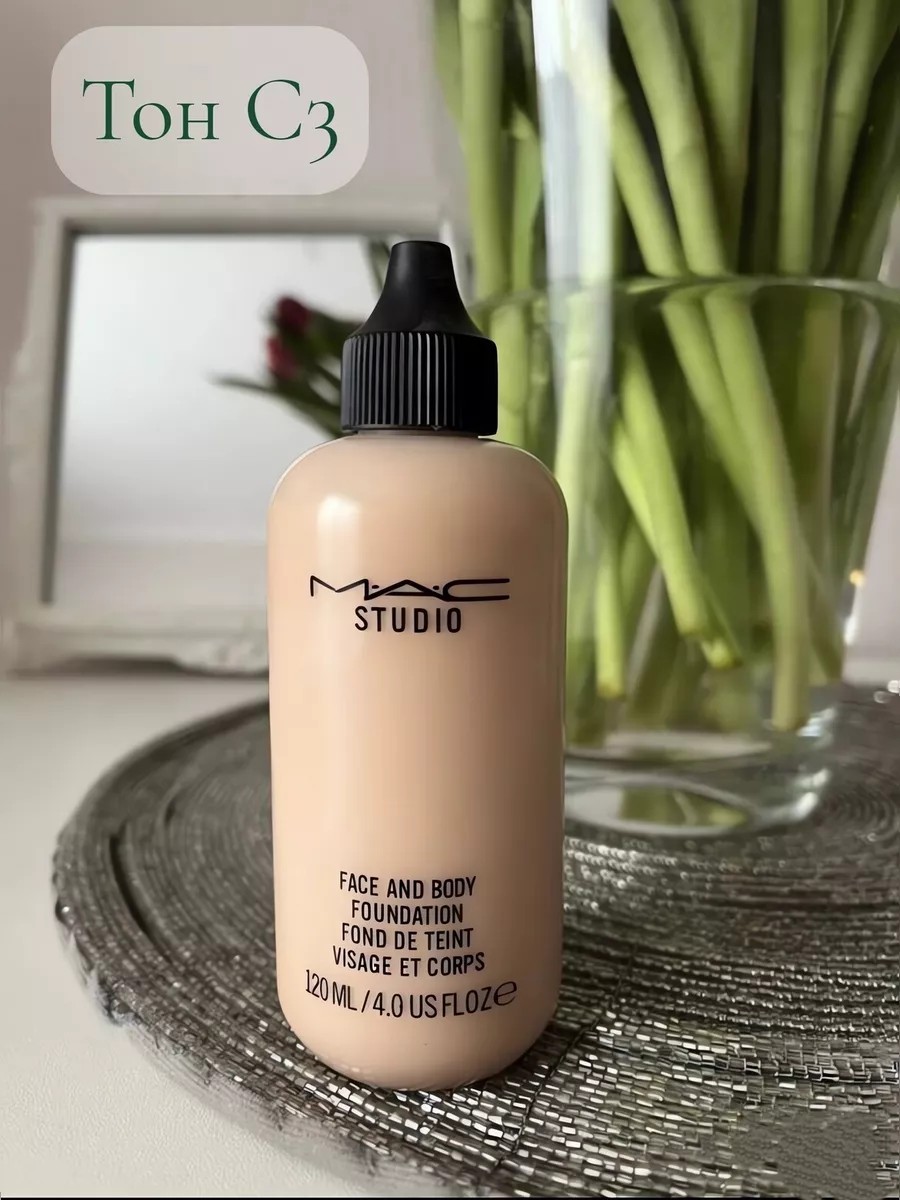 Тон С3
M·A·C
STUDIO
FACE AND BODY
FOUNDATION
FOND DE TEINT
VISAGE ET CORPS
120 ML / 4.0 US FL OZ ℮